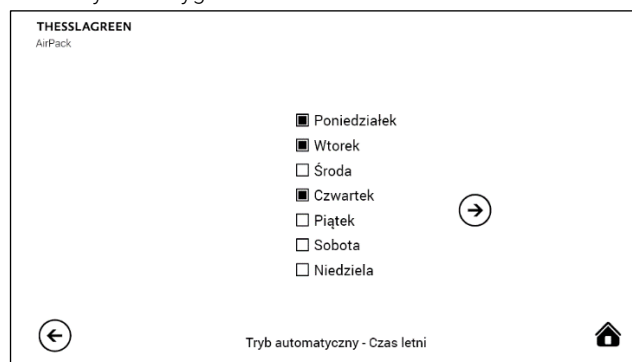 THESSLAGREEN
AirPack
Poniedziałek
Wtorek
Środa
Czwartek
Piątek
Sobota
Niedziela
Tryb automatyczny - Czas letni